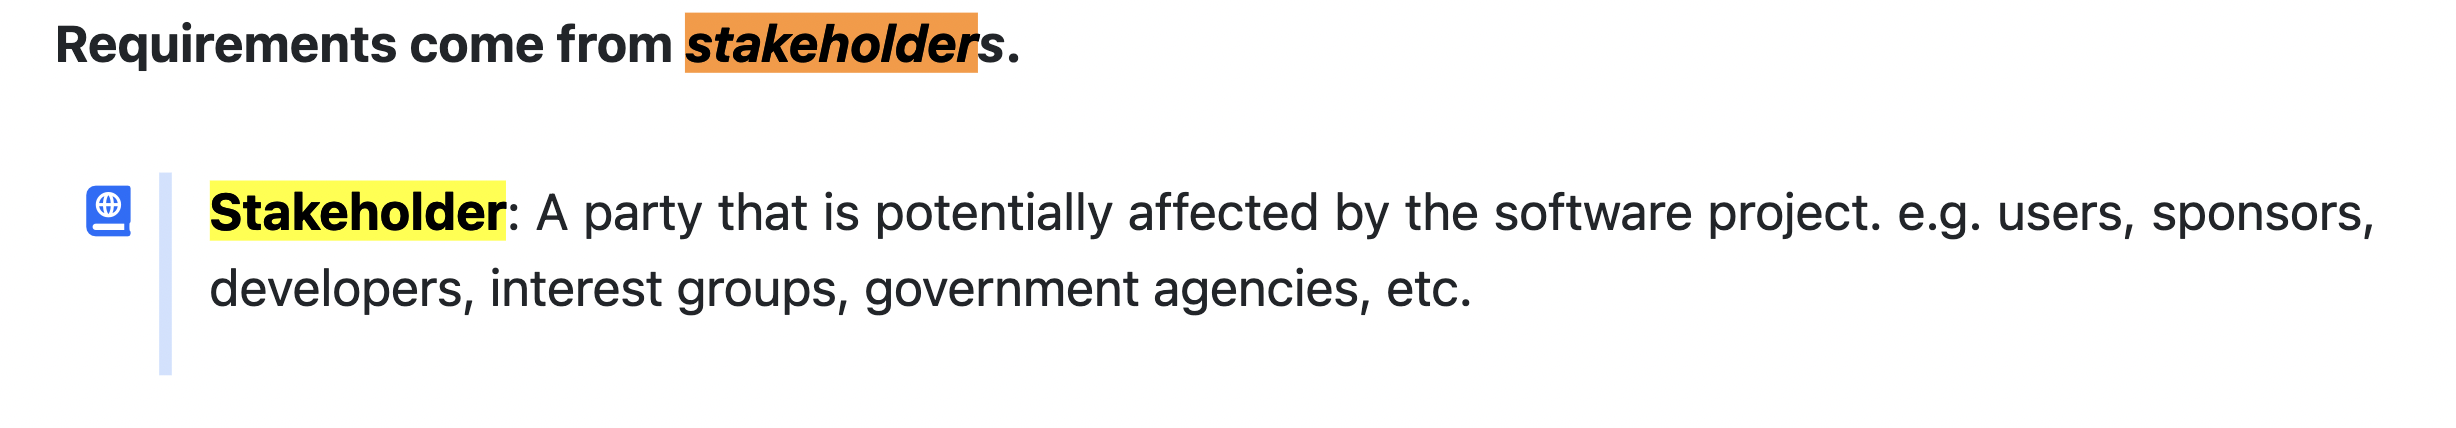 Requirements come from stakeholders.
Stakeholder: A party that is potentially affected by the software project. e.g. users, sponsors,
developers, interest groups, government agencies, etc.